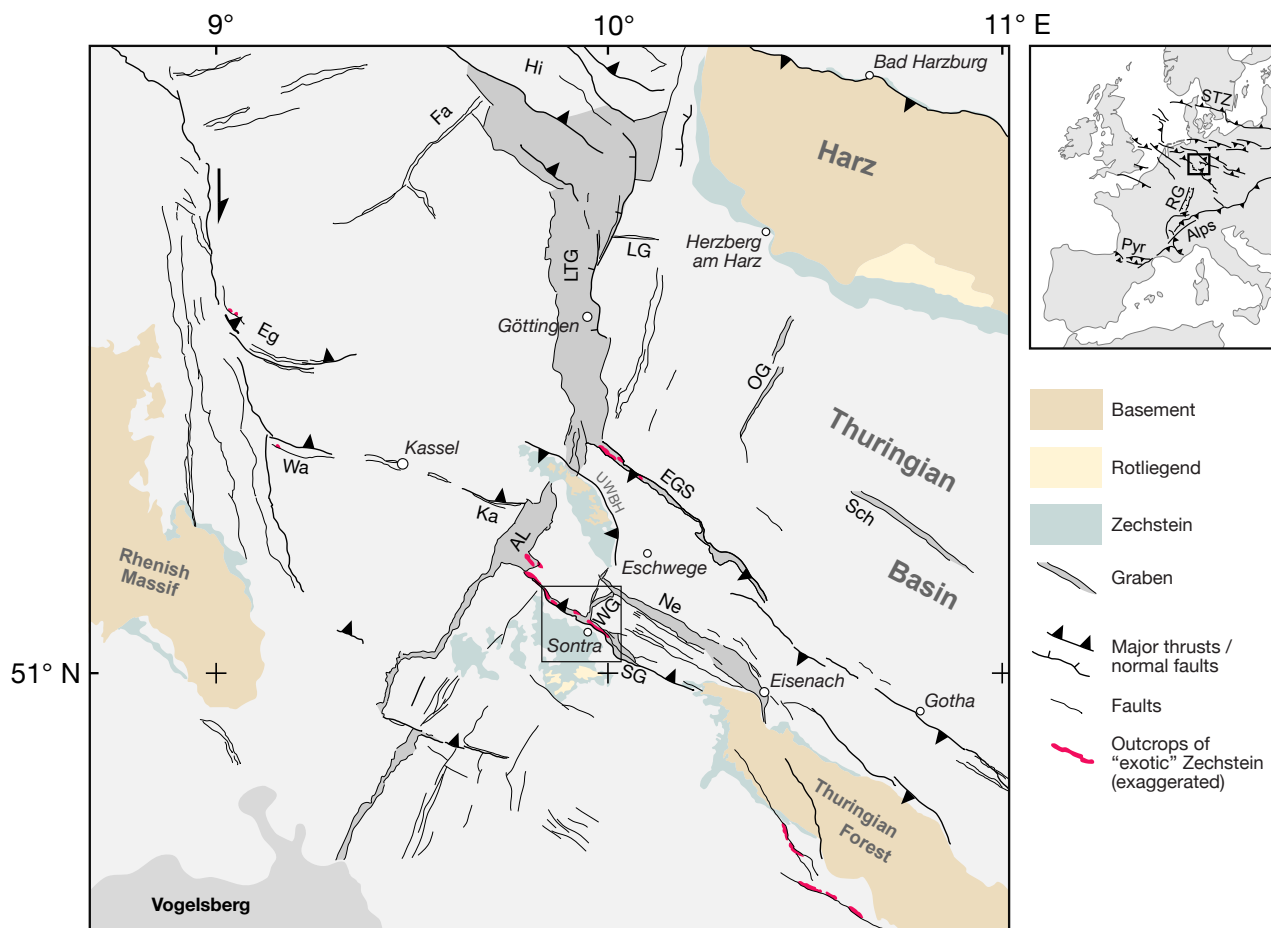 9°
10°
11° E
51° N
Hi
Fa
Bad Harzburg
Harz
LTG
LG
Herzberg
am Harz
Göttingen
Eg
OG
Thuringian
Basin
Wa
Kassel
Ka
UWBH
EGS
Sch
AL
Eschwege
Rhenish
Massif
WG
Ne
Sontra
SG
Eisenach
Gotha
Thuringian
Forest
Vogelsberg
STZ
RG
Alps
Pyr
Basement
Rotliegend
Zechstein
Graben
Major thrusts /
normal faults
Faults
Outcrops of
“exotic” Zechstein
(exaggerated)